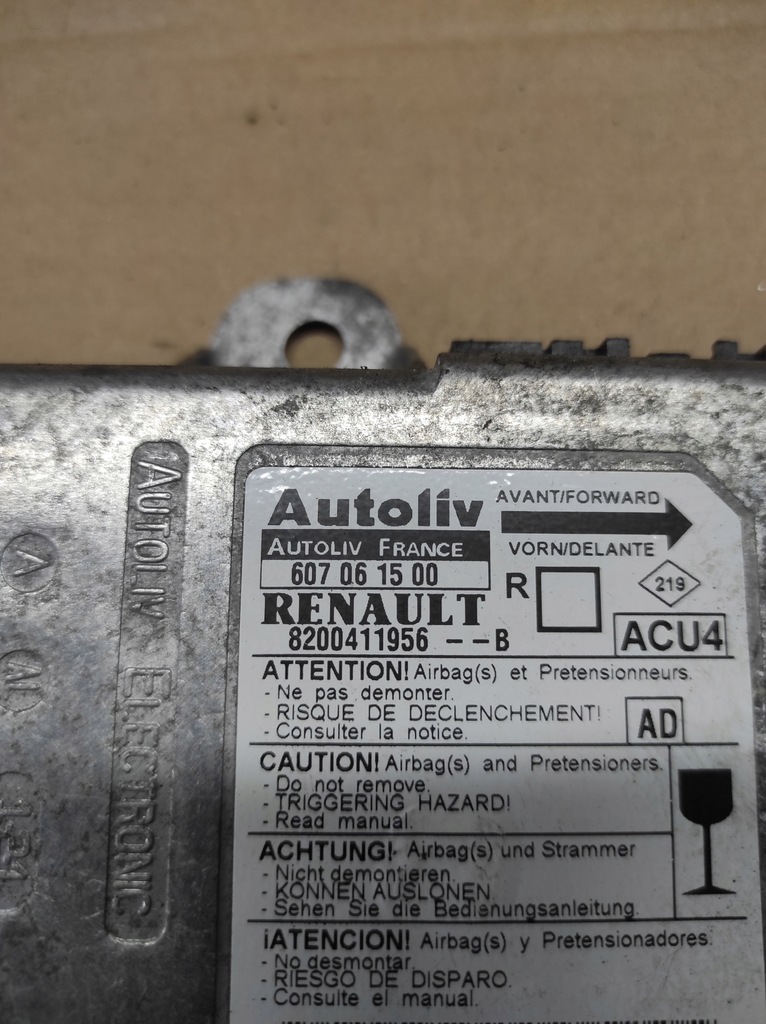 Autoliv
AUTOLIV FRANCE
607 06 15 00
RENAULT
8200411956 --B
AVANT/FORWARD
VORN/DELANTE
R
219
ACU4
ATTENTION! Airbag(s) et Pretensionneurs.
- Ne pas demonter.
- RISQUE DE DECLENCHEMENT!
- Consulter la notice.
AD
CAUTION! Airbag(s) and Pretensioners.
- Do not remove.
- TRIGGERING HAZARD!
- Read manual.
ACHTUNG! Airbag(s) und Strammer
- Nicht demontieren.
- KONNEN AUSLONEN
- Sehen Sie die Bedienungsanleitung.
¡ATENCION! Airbag(s) y Pretensionadores.
- No desmontar.
- RIESGO DE DISPARO.
- Consulte el manual.
AUTOLIV ELECTRONIC
A